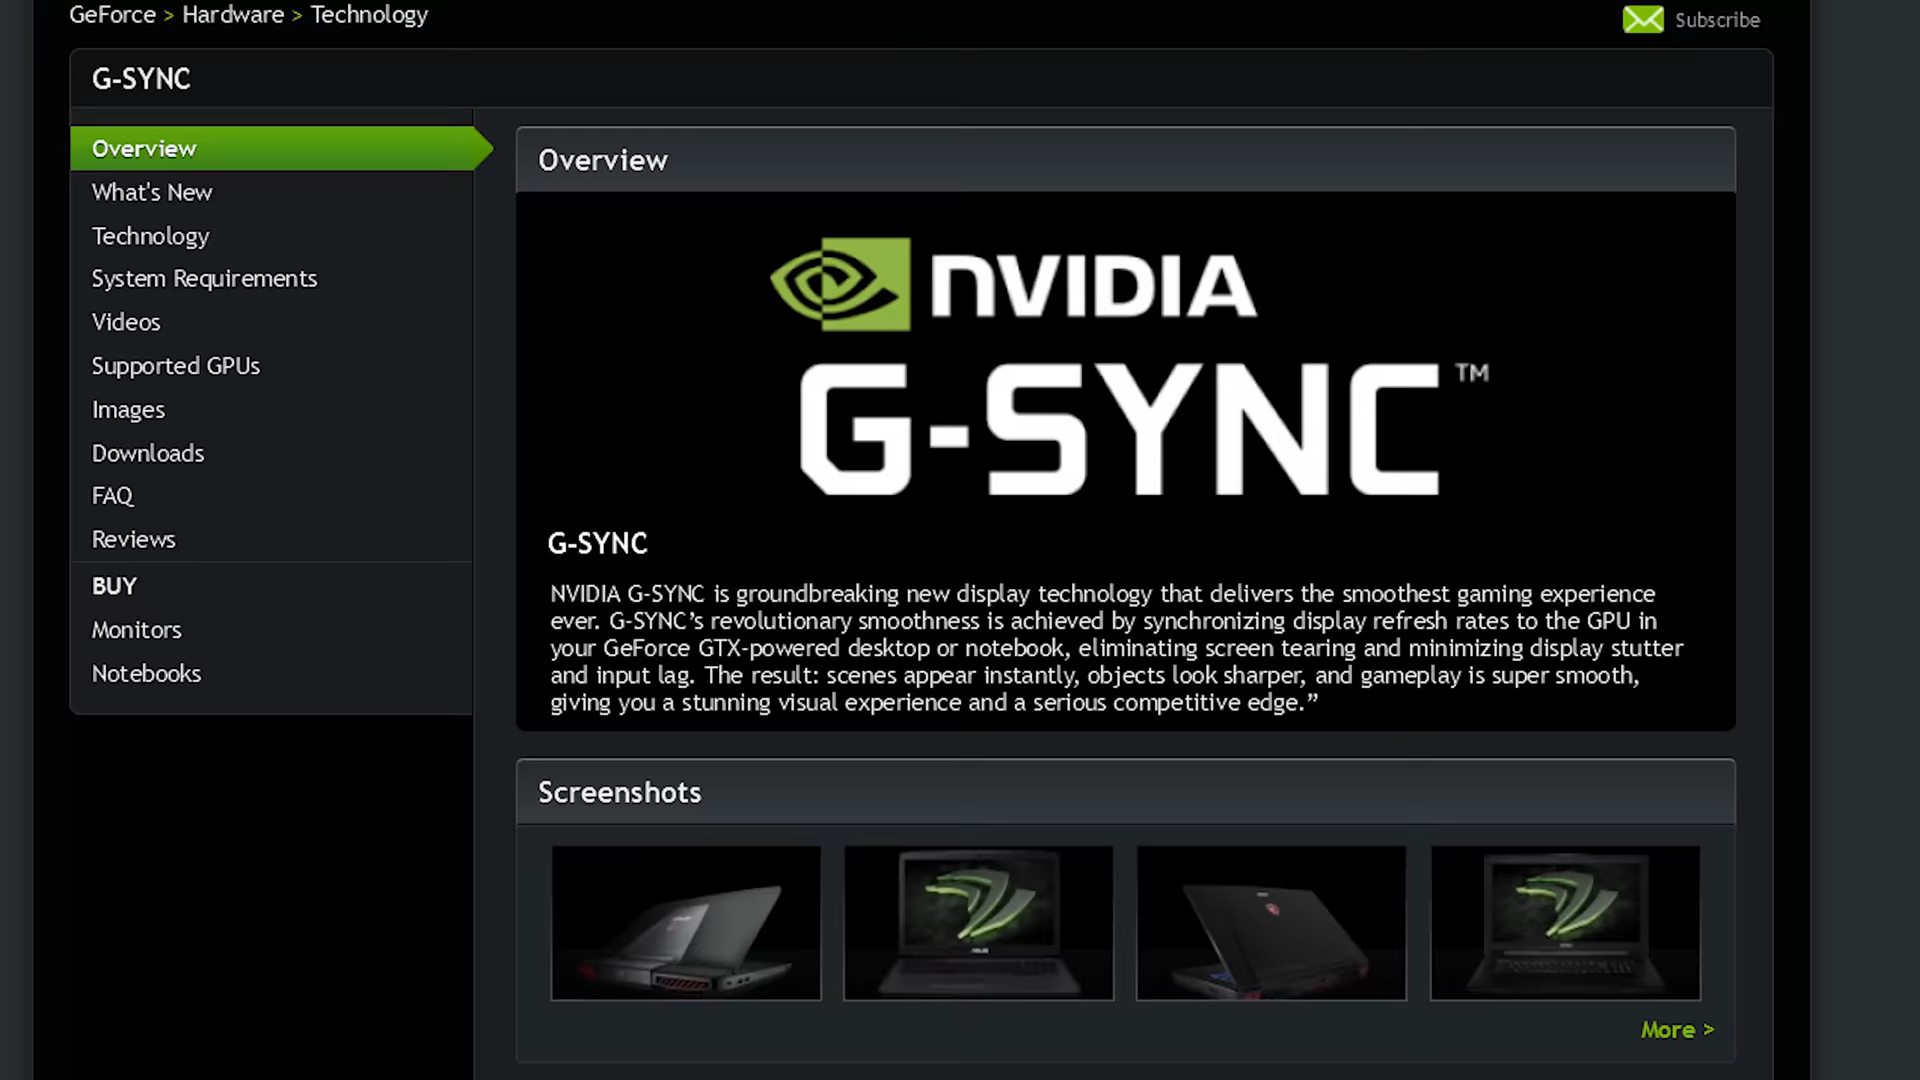 GeForce > Hardware > Technology
Subscribe
G-SYNC
Overview
What's New
Technology
System Requirements
Videos
Supported GPUs
Images
Downloads
FAQ
Reviews
BUY
Monitors
Notebooks
Overview
NVIDIA
G-SYNC™
G-SYNC
NVIDIA G-SYNC is groundbreaking new display technology that delivers the smoothest gaming experience
ever. G-SYNC’s revolutionary smoothness is achieved by synchronizing display refresh rates to the GPU in
your GeForce GTX-powered desktop or notebook, eliminating screen tearing and minimizing display stutter
and input lag. The result: scenes appear instantly, objects look sharper, and gameplay is super smooth,
giving you a stunning visual experience and a serious competitive edge.”
Screenshots
More >